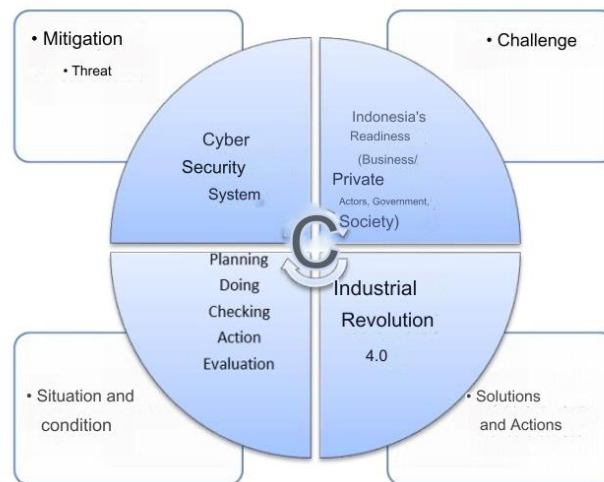 • Mitigation
• Threat
• Challenge
Cyber
Security
System
Indonesia's
Readiness
(Business/
Private
Actors, Government,
Society)
C
Planning
Doing
Checking
Action
Evaluation
Industrial
Revolution
4.0
• Situation and
condition
• Solutions
and Actions